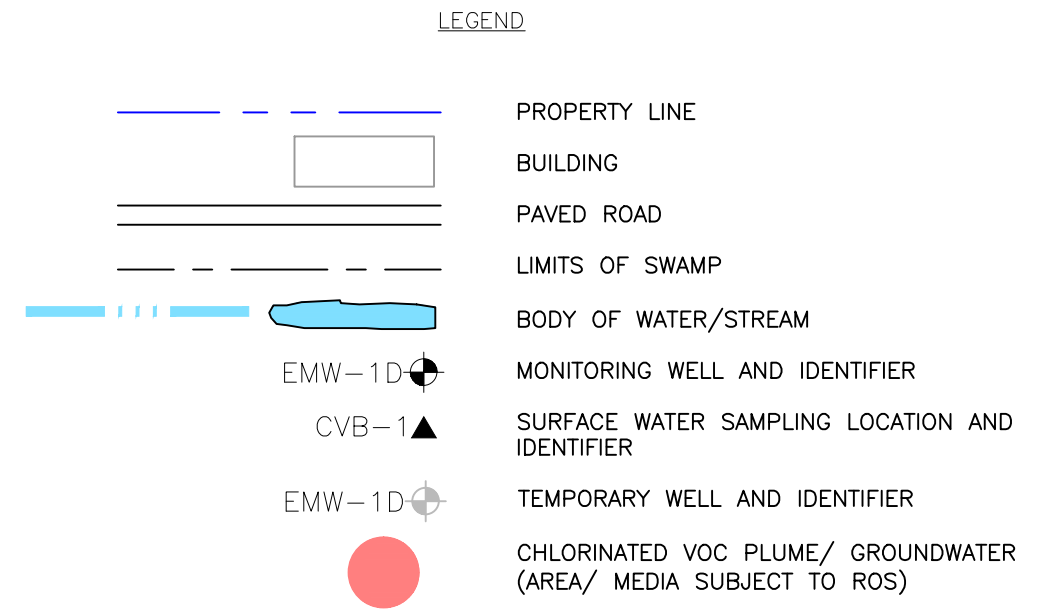 LEGEND
PROPERTY LINE
BUILDING
PAVED ROAD
LIMITS OF SWAMP
BODY OF WATER/STREAM
EMW-1D MONITORING WELL AND IDENTIFIER
CVB-1 SURFACE WATER SAMPLING LOCATION AND
IDENTIFIER
EMW-1D TEMPORARY WELL AND IDENTIFIER
CHLORINATED VOC PLUME/ GROUNDWATER
(AREA/ MEDIA SUBJECT TO ROS)